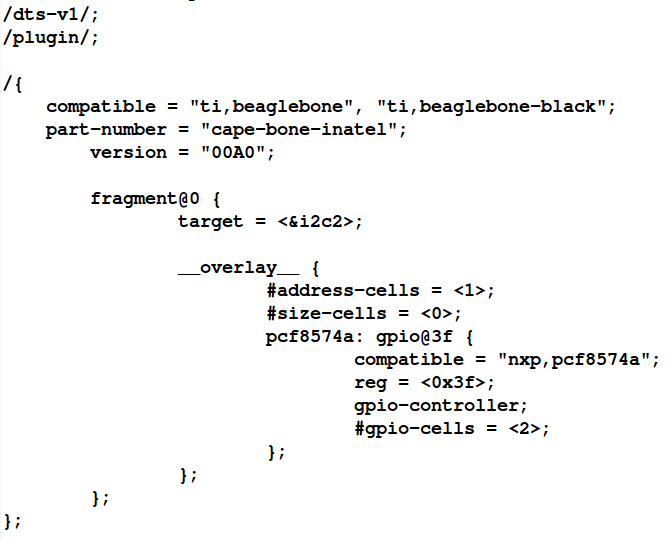 /dts-v1/;
/plugin/;
/{
compatible = "ti,beaglebone", "ti,beaglebone-black";
part-number = "cape-bone-inatel";
version = "00A0";
fragment@0 {
target = <&i2c2>;
__overlay__ {
#address-cells = <1>;
#size-cells = <0>;
pcf8574a: gpio@3f {
compatible = "nxp,pcf8574a";
reg = <0x3f>;
gpio-controller;
#gpio-cells = <2>;
};
};
};
};